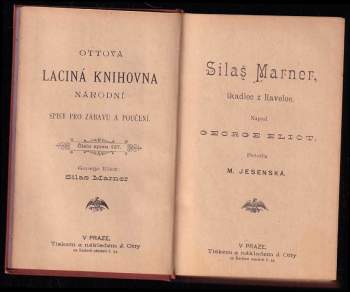 OTTOVA
LACINÁ KNIHOVNA
NÁRODNÍ
SPISY PRO ZÁBAVU A POUČENÍ.
Číslo spisu 127.
George Eliot:
Silas Marner
V PRAZE.
Tiskem a nákladem J. Otty
Silaš Marner,
tkadlec z Raveloe.
Napsal
GEORGE ELIOT.
Přeložila
M. JESENSKÁ.
V PRAZE.
Tiskem a nákladem J. Otty